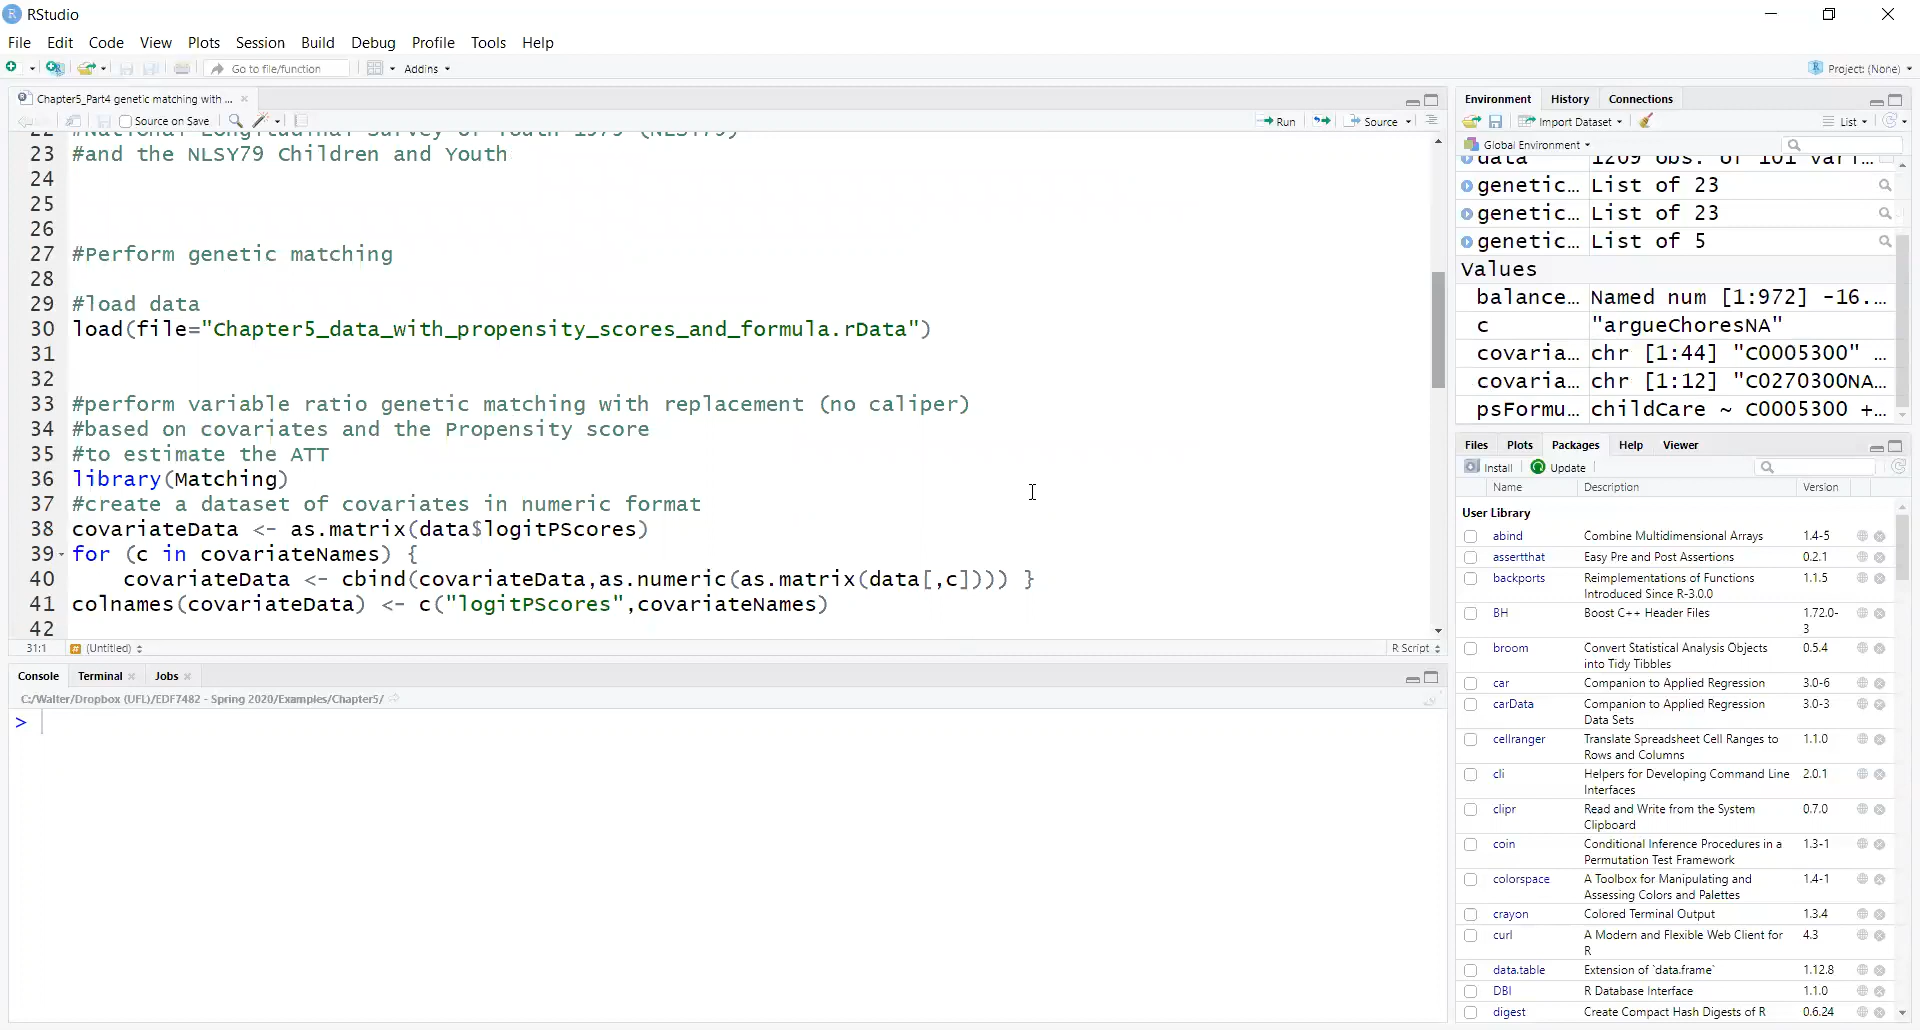 RStudio
File Edit Code View Plots Session Build Debug Profile Tools Help
Go to file/function Addins Project: (None)
Chapter5_Part4 genetic matching with ...
Source on Save Run Source
22 #National Longitudinal Survey of Youth 1979 (NLSY79)
23 #and the NLSY79 Children and Youth
24
25
26
27 #Perform genetic matching
28
29 #load data
30 load(file="Chapter5_data_with_propensity_scores_and_formula.rData")
31
32
33 #perform variable ratio genetic matching with replacement (no caliper)
34 #based on covariates and the Propensity score
35 #to estimate the ATT
36 library(Matching)
37 #create a dataset of covariates in numeric format
38 covariateData <- as.matrix(data$logitPScores)
39 for (c in covariateNames) {
40 covariateData <- cbind(covariateData,as.numeric(as.matrix(data[,c]))) }
41 colnames(covariateData) <- c("logitPScores",covariateNames)
42
31:1 (Untitled) R Script
Console Terminal Jobs
C:/Walter/Dropbox (UFL)/EDF7482 - Spring 2020/Examples/Chapter5/
>
Environment History Connections
Import Dataset List
Global Environment
data 1209 obs. of 101 vari...
genetic... List of 23
genetic... List of 23
genetic... List of 5
Values
balance... Named num [1:972] -16....
c "argueChoresNA"
covaria... chr [1:44] "C0005300" ...
covaria... chr [1:12] "C0270300NA...
psFormu... childCare ~ C0005300 +...
Files Plots Packages Help Viewer
Install Update
Name Description Version
User Library
abind Combine Multidimensional Arrays 1.4-5
assertthat Easy Pre and Post Assertions 0.2.1
backports Reimplementations of Functions 1.1.5
Introduced Since R-3.0.0
BH Boost C++ Header Files 1.72.0-
3
broom Convert Statistical Analysis Objects 0.5.4
into Tidy Tibbles
car Companion to Applied Regression 3.0-6
carData Companion to Applied Regression 3.0-3
Data Sets
cellranger Translate Spreadsheet Cell Ranges to 1.1.0
Rows and Columns
cli Helpers for Developing Command Line 2.0.1
Interfaces
clipr Read and Write from the System 0.7.0
Clipboard
coin Conditional Inference Procedures in a 1.3-1
Permutation Test Framework
colorspace A Toolbox for Manipulating and 1.4-1
Assessing Colors and Palettes
crayon Colored Terminal Output 1.3.4
curl A Modern and Flexible Web Client for 4.3
R
data.table Extension of `data.frame` 1.12.8
DBI R Database Interface 1.1.0
digest Create Compact Hash Digests of R 0.6.24